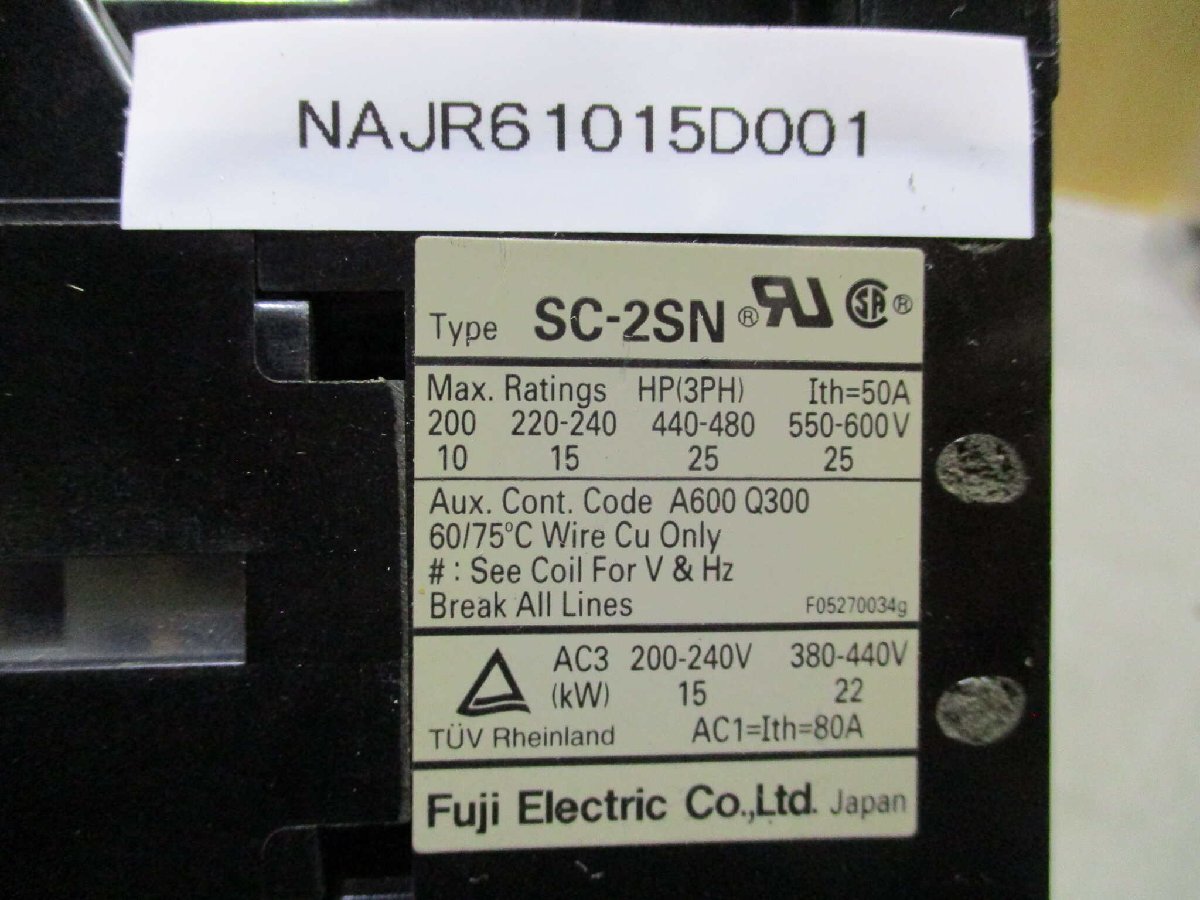 NAJR61015D001
Type SC-2SN ® RU SA ®
Max. Ratings HP(3PH) Ith=50A
200 220-240 440-480 550-600V
10 15 25 25
Aux. Cont. Code A600 Q300
60/75°C Wire Cu Only
# : See Coil For V & Hz
Break All Lines F05270034g
AC3 200-240V 380-440V
(kW) 15 22
TÜV Rheinland AC1=Ith=80A
Fuji Electric Co.,Ltd. Japan